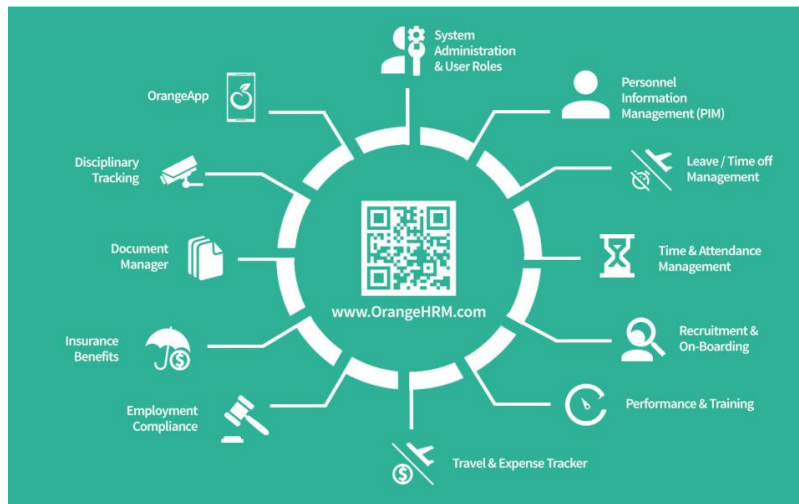 System
Administration
& User Roles
Personnel
Information
Management (PIM)
Leave / Time off
Management
Time & Attendance
Management
Recruitment &
On-Boarding
Performance & Training
Travel & Expense Tracker
Employment
Compliance
Insurance
Benefits
Document
Manager
Disciplinary
Tracking
OrangeApp
www.OrangeHRM.com